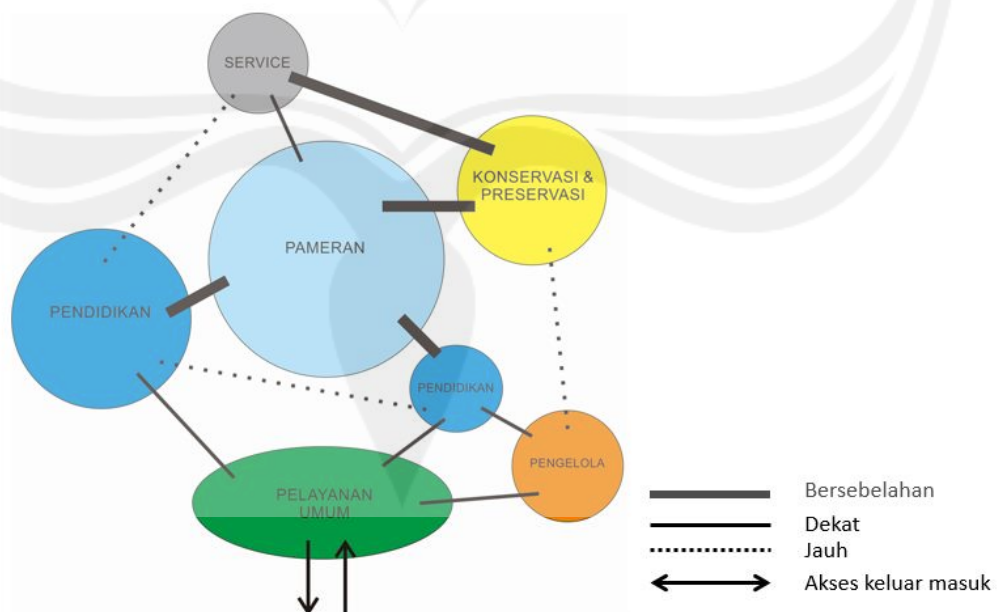 SERVICE
KONSERVASI &
PRESERVASI
PAMERAN
PENDIDIKAN
PENDIDIKAN
PENGELOLA
PELAYANAN
UMUM
Bersebelahan
Dekat
Jauh
Akses keluar masuk